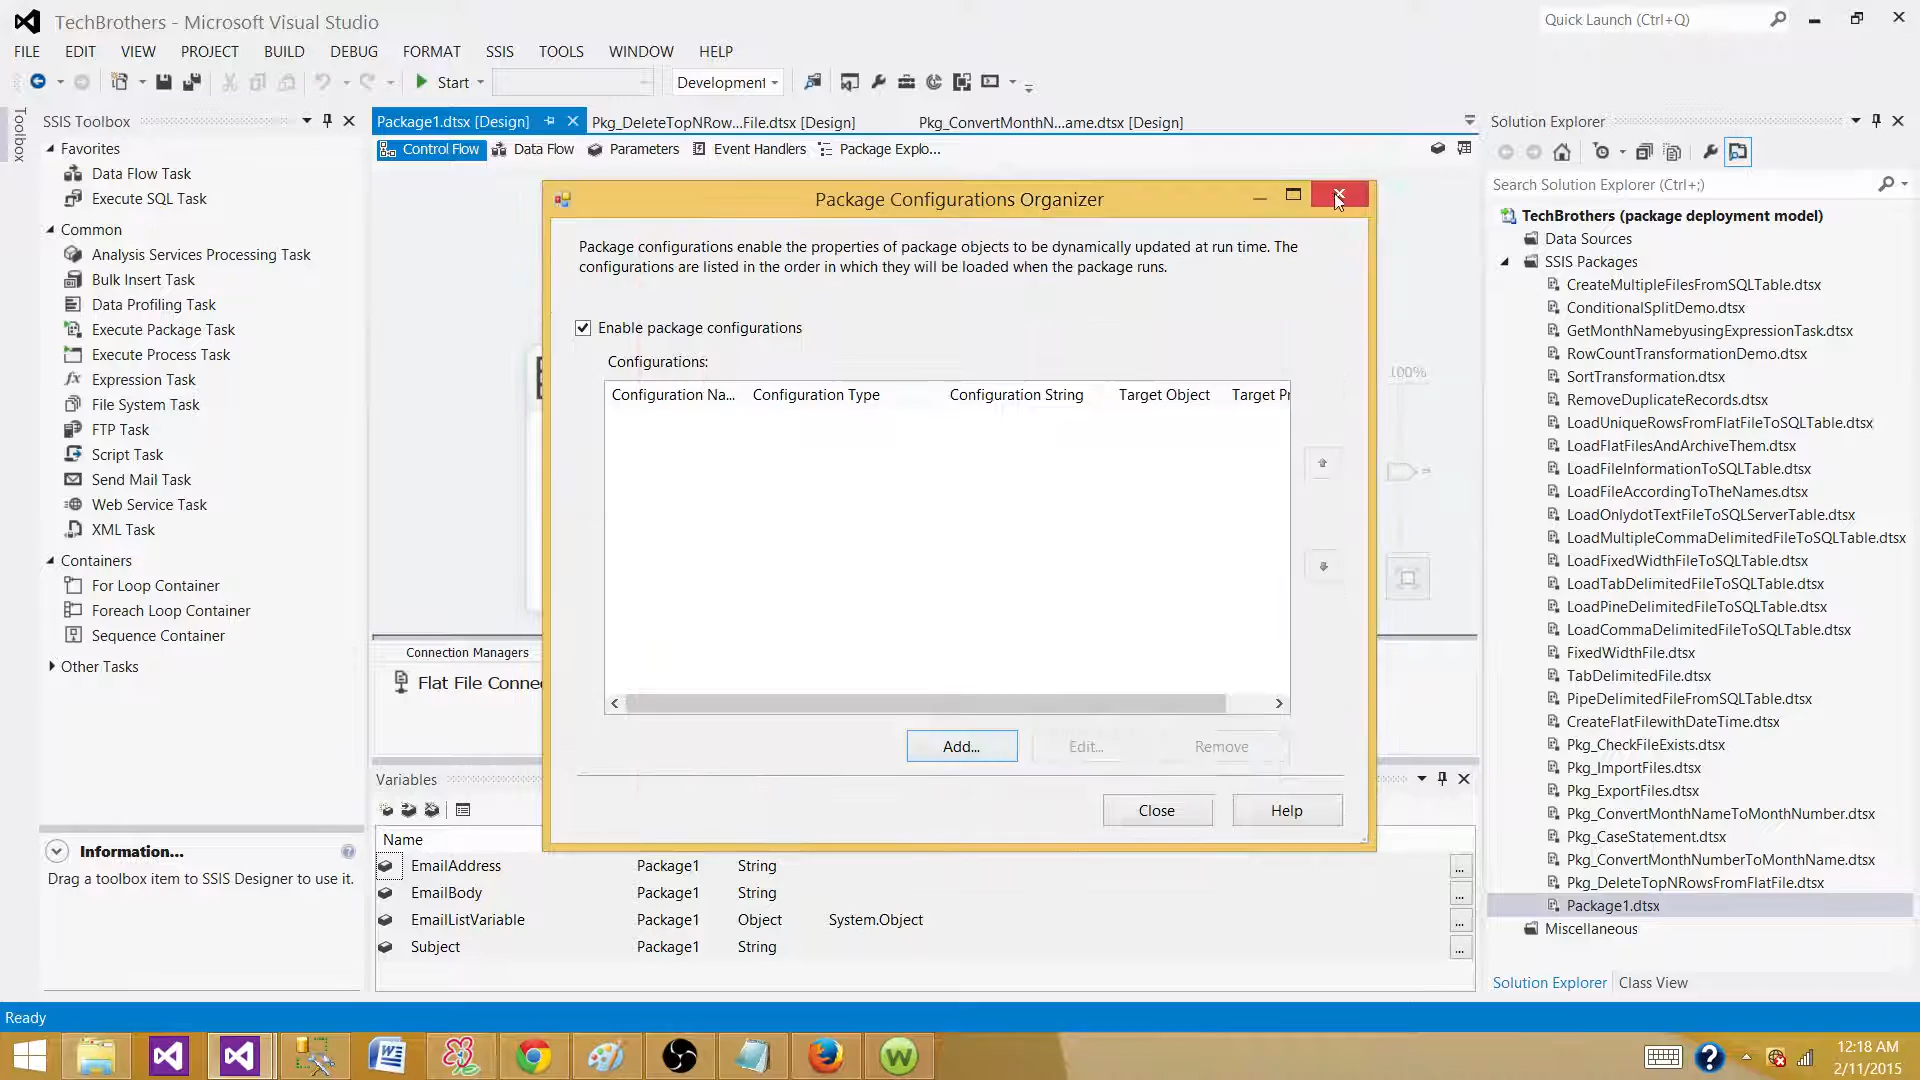 TechBrothers - Microsoft Visual Studio
Quick Launch (Ctrl+Q)
FILE EDIT VIEW PROJECT BUILD DEBUG FORMAT SSIS TOOLS WINDOW HELP
Start
Development
Toolbox
SSIS Toolbox
Favorites
Data Flow Task
Execute SQL Task
Common
Analysis Services Processing Task
Bulk Insert Task
Data Profiling Task
Execute Package Task
Execute Process Task
Expression Task
File System Task
FTP Task
Script Task
Send Mail Task
Web Service Task
XML Task
Containers
For Loop Container
Foreach Loop Container
Sequence Container
Other Tasks
Information...
Drag a toolbox item to SSIS Designer to use it.
Package1.dtsx [Design] Pkg_DeleteTopNRow...File.dtsx [Design] Pkg_ConvertMonthN...ame.dtsx [Design]
Control Flow Data Flow Parameters Event Handlers Package Explo...
Package Configurations Organizer
Package configurations enable the properties of package objects to be dynamically updated at run time. The
configurations are listed in the order in which they will be loaded when the package runs.
Enable package configurations
Configurations:
Configuration Na... Configuration Type Configuration String Target Object Target Pr
Add... Edit... Remove
Close Help
100%
Connection Managers
Flat File Conne
Variables
Name
EmailAddress Package1 String ...
EmailBody Package1 String ...
EmailListVariable Package1 Object System.Object ...
Subject Package1 String ...
Solution Explorer
Search Solution Explorer (Ctrl+;)
TechBrothers (package deployment model)
Data Sources
SSIS Packages
CreateMultipleFilesFromSQLTable.dtsx
ConditionalSplitDemo.dtsx
GetMonthNamebyusingExpressionTask.dtsx
RowCountTransformationDemo.dtsx
SortTransformation.dtsx
RemoveDuplicateRecords.dtsx
LoadUniqueRowsFromFlatFileToSQLTable.dtsx
LoadFlatFilesAndArchiveThem.dtsx
LoadFileInformationToSQLTable.dtsx
LoadFileAccordingToTheNames.dtsx
LoadOnlydotTextFileToSQLServerTable.dtsx
LoadMultipleCommaDelimitedFileToSQLTable.dtsx
LoadFixedWidthFileToSQLTable.dtsx
LoadTabDelimitedFileToSQLTable.dtsx
LoadPineDelimitedFileToSQLTable.dtsx
LoadCommaDelimitedFileToSQLTable.dtsx
FixedWidthFile.dtsx
TabDelimitedFile.dtsx
PipeDelimitedFileFromSQLTable.dtsx
CreateFlatFilewithDateTime.dtsx
Pkg_CheckFileExists.dtsx
Pkg_ImportFiles.dtsx
Pkg_ExportFiles.dtsx
Pkg_ConvertMonthNameToMonthNumber.dtsx
Pkg_CaseStatement.dtsx
Pkg_ConvertMonthNumberToMonthName.dtsx
Pkg_DeleteTopNRowsFromFlatFile.dtsx
Package1.dtsx
Miscellaneous
Solution Explorer Class View
Ready
12:18 AM
2/11/2015